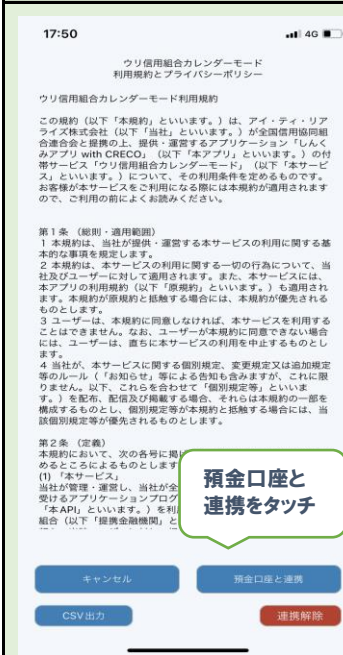 17:50
4G
ウリ信用組合カレンダーモード
利用規約とプライバシーポリシー
ウリ信用組合カレンダーモード利用規約
この規約（以下「本規約」といいます。）は、アイ・ティ・リア
ライズ株式会社（以下「当社」といいます。）が全国信用協同組
合連合会と提携の上、提供・運営するアプリケーション「しんく
みアプリ with CRECO」（以下「本アプリ」といいます。）の付
帯サービス「ウリ信用組合カレンダーモード」（以下「本サービ
ス」といいます。）について、その利用条件を定めるものです。
お客様が本サービスをご利用になる際には本規約が適用されます
ので、ご利用の前によくお読みください。
第1条 （総則・適用範囲）
1 本規約は、当社が提供・運営する本サービスの利用に関する基
本的な事項を規定します。
2 本規約は、本サービスの利用に関する一切の行為について、当
社及びユーザーに対して適用されます。また、本サービスには、
本アプリの利用規約（以下「原規約」といいます。）も適用され
ます。本規約が原規約と抵触する場合には、本規約が優先される
ものとします。
3 ユーザーは、本規約に同意しなければ、本サービスを利用する
ことはできません。なお、ユーザーが本規約に同意できない場合
には、ユーザーは、直ちに本サービスの利用を中止するものとし
ます。
4 当社が、本サービスに関する個別規定、変更規定又は追加規定
等のルール（「お知らせ」等による告知も含みますが、これに限
りません。以下、これらを合わせて「個別規定等」といいま
す。）を配布、配信及び掲載する場合、それらは本規約の一部を
構成するものとし、個別規定等が本規約と抵触する場合には、当
該個別規定等が優先されるものとします。
第2条 （定義）
本規約において、次の各号に掲
めるところによるものとします
(1) 「本サービス」
当社が管理・運営し、当社が全
受けるアプリケーションプログ
「本API」といいます。）を利
組合（以下「提携金融機関」と
預金口座と
連携をタッチ
キャンセル
預金口座と連携
CSV出力
連携解除